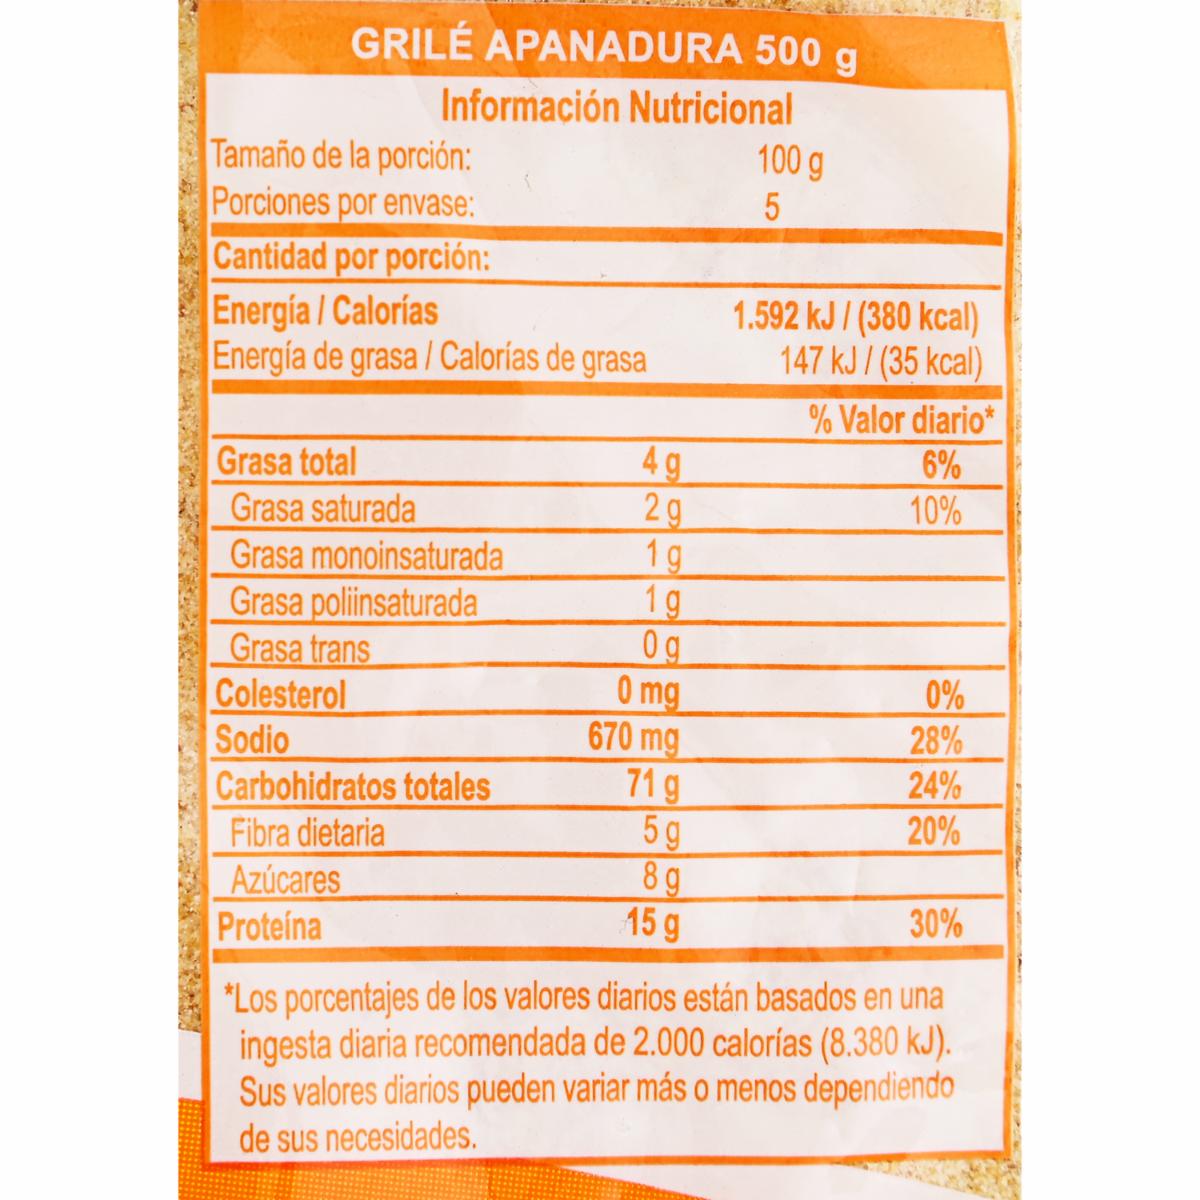 GRILÉ APANADURA 500 g
Información Nutricional
Tamaño de la porción: 100 g
Porciones por envase: 5
Cantidad por porción:
Energía / Calorías 1.592 kJ / (380 kcal)
Energía de grasa / Calorías de grasa 147 kJ / (35 kcal)
% Valor diario*
Grasa total 4 g 6%
Grasa saturada 2 g 10%
Grasa monoinsaturada 1 g
Grasa poliinsaturada 1 g
Grasa trans 0 g
Colesterol 0 mg 0%
Sodio 670 mg 28%
Carbohidratos totales 71 g 24%
Fibra dietaria 5 g 20%
Azúcares 8 g
Proteína 15 g 30%
*Los porcentajes de los valores diarios están basados en una
ingesta diaria recomendada de 2.000 calorías (8.380 kJ).
Sus valores diarios pueden variar más o menos dependiendo
de sus necesidades.